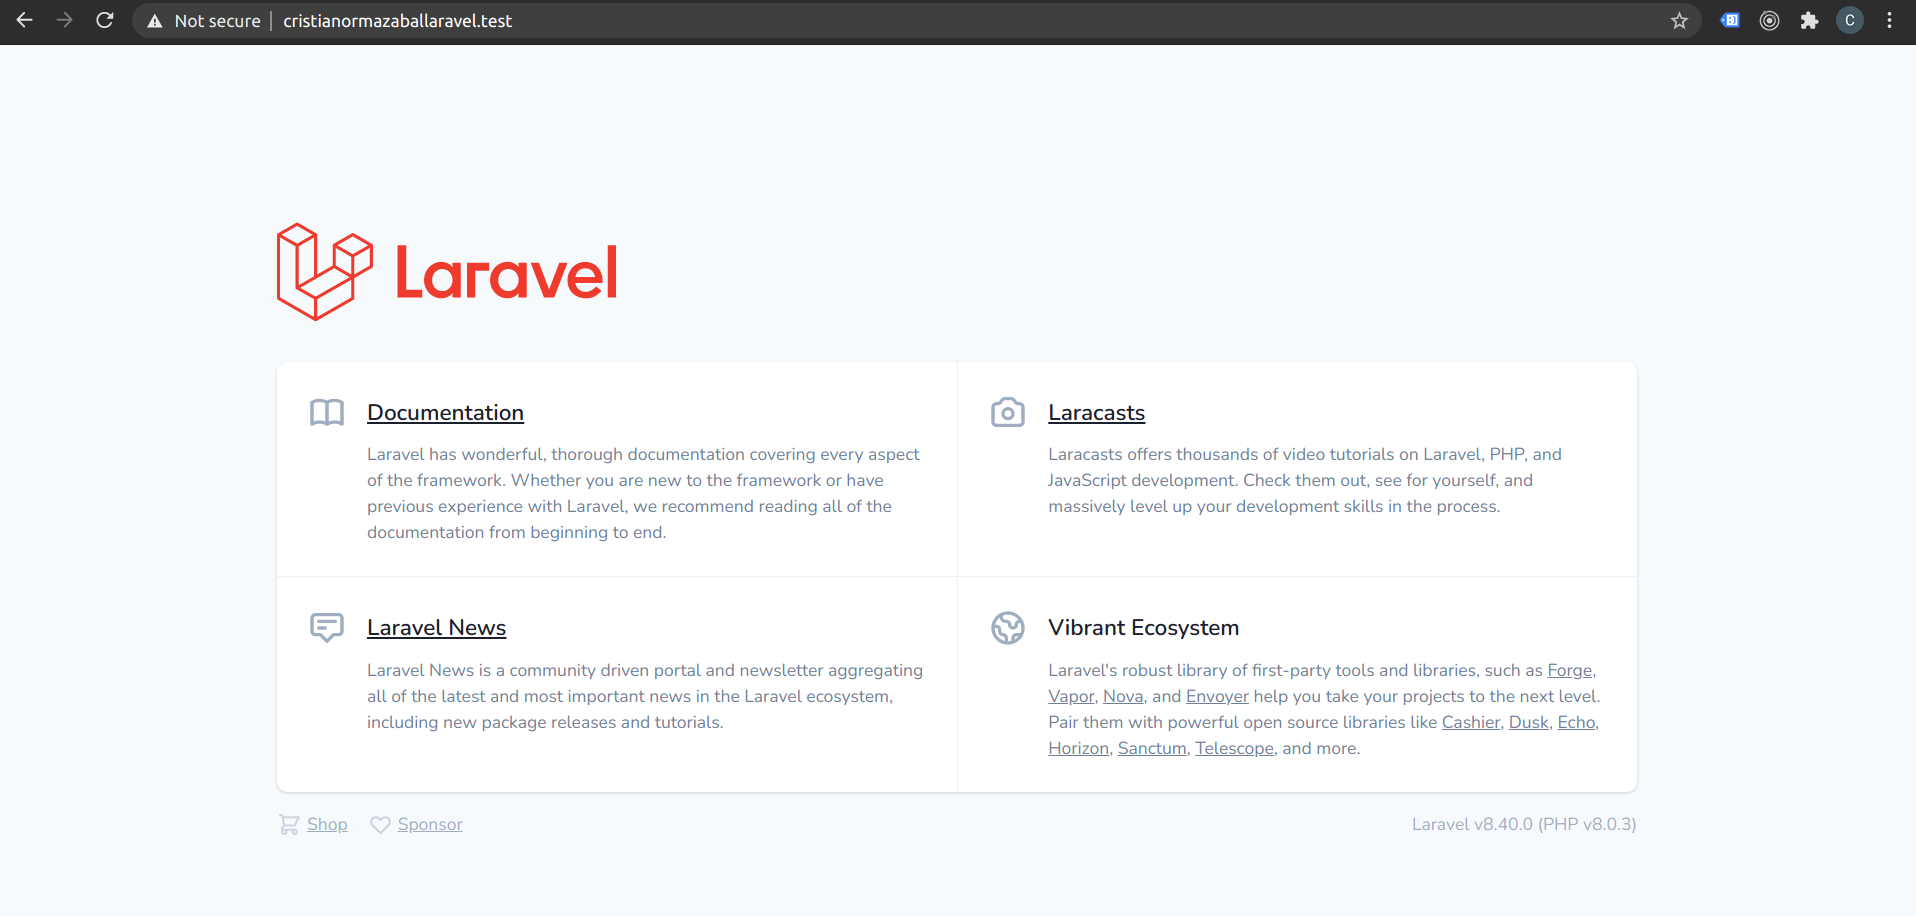 Not secure | cristianormazaballaravel.test
C
Laravel
Documentation
Laravel has wonderful, thorough documentation covering every aspect
of the framework. Whether you are new to the framework or have
previous experience with Laravel, we recommend reading all of the
documentation from beginning to end.
Laracasts
Laracasts offers thousands of video tutorials on Laravel, PHP, and
JavaScript development. Check them out, see for yourself, and
massively level up your development skills in the process.
Laravel News
Laravel News is a community driven portal and newsletter aggregating
all of the latest and most important news in the Laravel ecosystem,
including new package releases and tutorials.
Vibrant Ecosystem
Laravel's robust library of first-party tools and libraries, such as Forge,
Vapor, Nova, and Envoyer help you take your projects to the next level.
Pair them with powerful open source libraries like Cashier, Dusk, Echo,
Horizon, Sanctum, Telescope, and more.
Shop Sponsor
Laravel v8.40.0 (PHP v8.0.3)